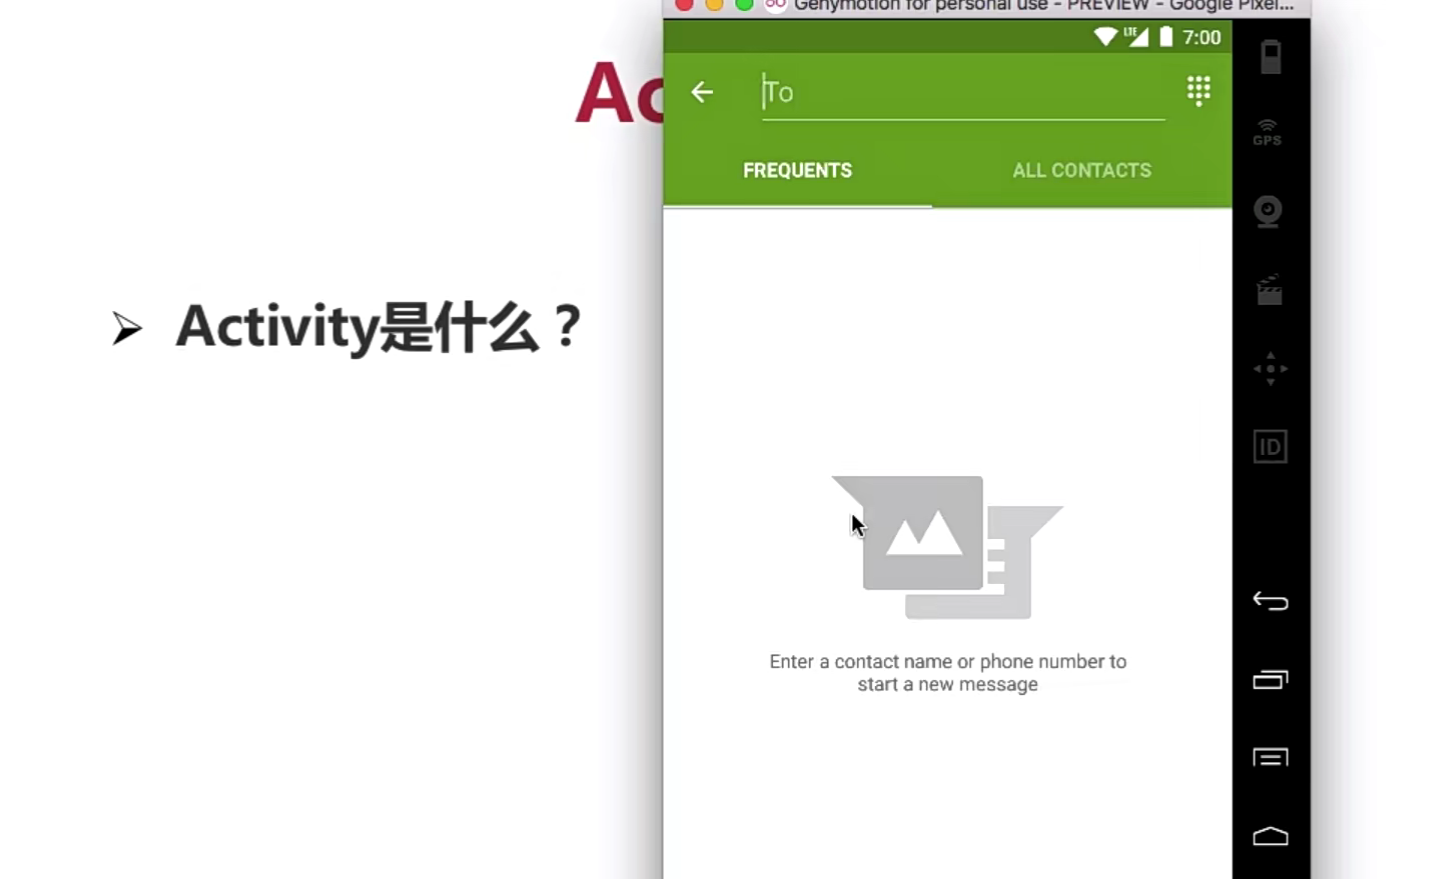 Genymotion for personal use - PREVIEW - Google Pixel...
LTE 7:00
Ac
To
GPS
FREQUENTS ALL CONTACTS
Activity是什么？
ID
Enter a contact name or phone number to
start a new message